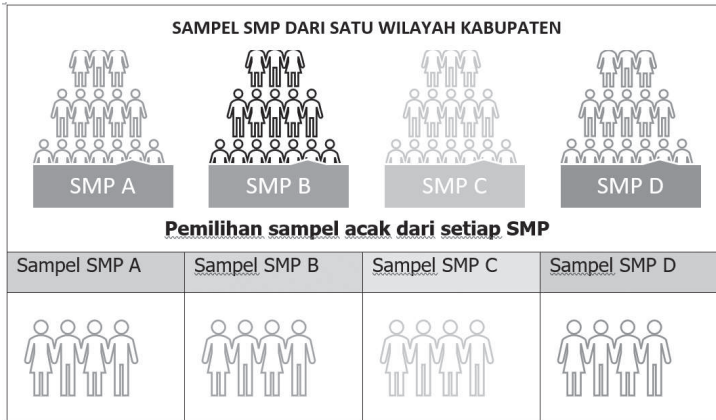 SAMPEL SMP DARI SATU WILAYAH KABUPATEN
SMP A SMP B SMP C SMP D
Pemilihan sampel acak dari setiap SMP
Sampel SMP A Sampel SMP B Sampel SMP C Sampel SMP D